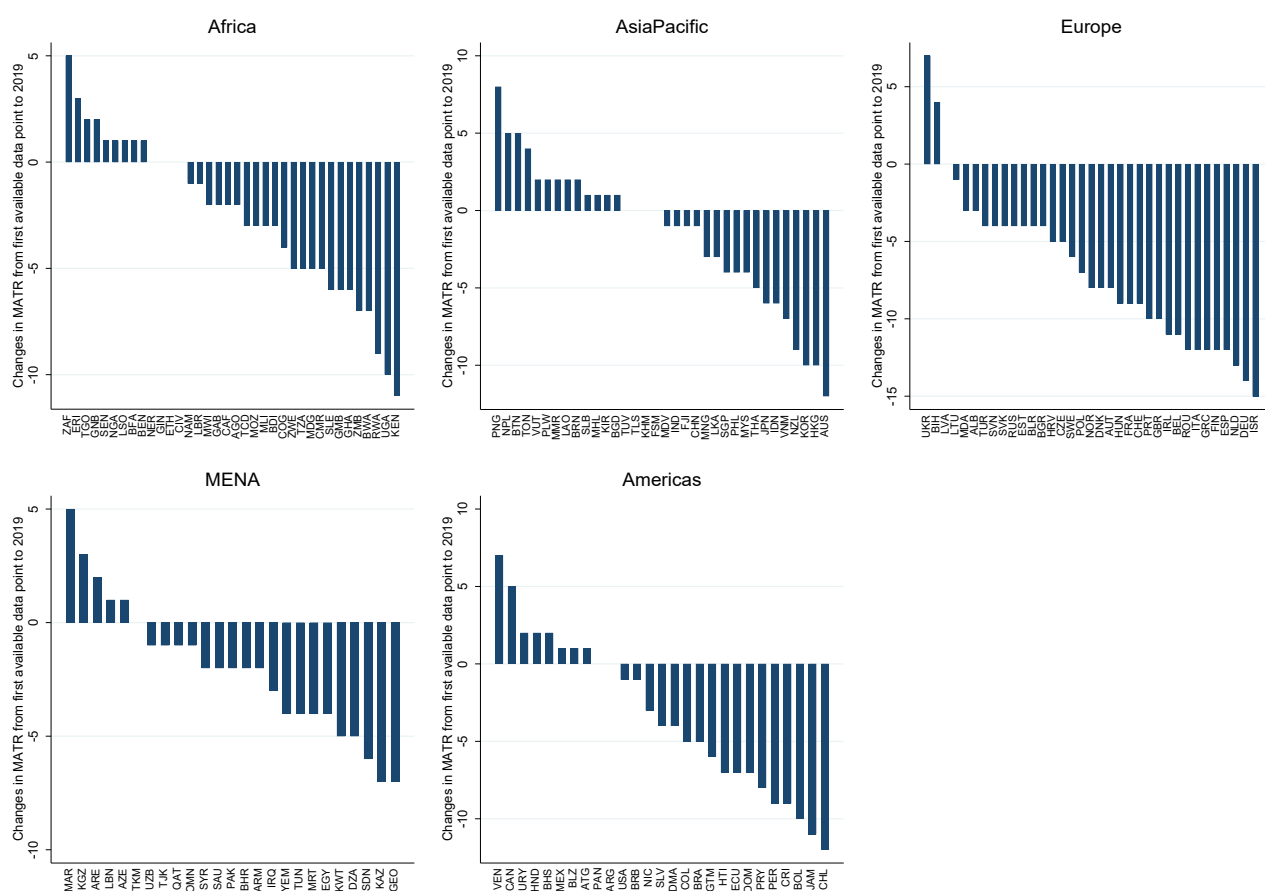 Africa
Changes in MATR from first available data point to 2019
5
0
-5
-10
ZAF ERI TGO GNB SEN NGA LSO BFA BEN NER GIN ETH CIV NAM LBR MWI GAB CAF AGO TCD MOZ MLI BDI COG ZWE TZA MDG CMR SLE GMB GHA ZMB BWA RWA UGA KEN
AsiaPacific
Changes in MATR from first available data point to 2019
10
5
0
-5
-10
PNG NPL BTN TON VUT PLW MMR LAO BRN SLB MHL KIR BGD TUV TLS KHM FSM MDV IND FJI CHN MNG LKA SGP PHL MYS THA JPN IDN VNM NZL KOR HKG AUS
Europe
Changes in MATR from first available data point to 2019
5
0
-5
-10
-15
UKR BIH LVA LTU MDA ALB TUR SVN SVK RUS EST BLR BGR HRV CZE SWE POL NOR DNK AUT HUN FRA CHE PRT GBR IRL BEL ROU ITA GRC FIN ESP NLD DEU ISR
MENA
Changes in MATR from first available data point to 2019
5
0
-5
-10
MAR KGZ ARE LBN AZE TKM UZB TJK QAT OMN SYR SAU PAK BHR ARM IRQ YEM TUN MRT EGY KWT DZA SDN KAZ GEO
Americas
Changes in MATR from first available data point to 2019
10
5
0
-5
-10
VEN CAN URY HND BHS MEX BLZ ATG PAN ARG USA BRB NIC SLV DMA COL BRA GTM HTI ECU DOM PRY PER CRI BOL JAM CHL